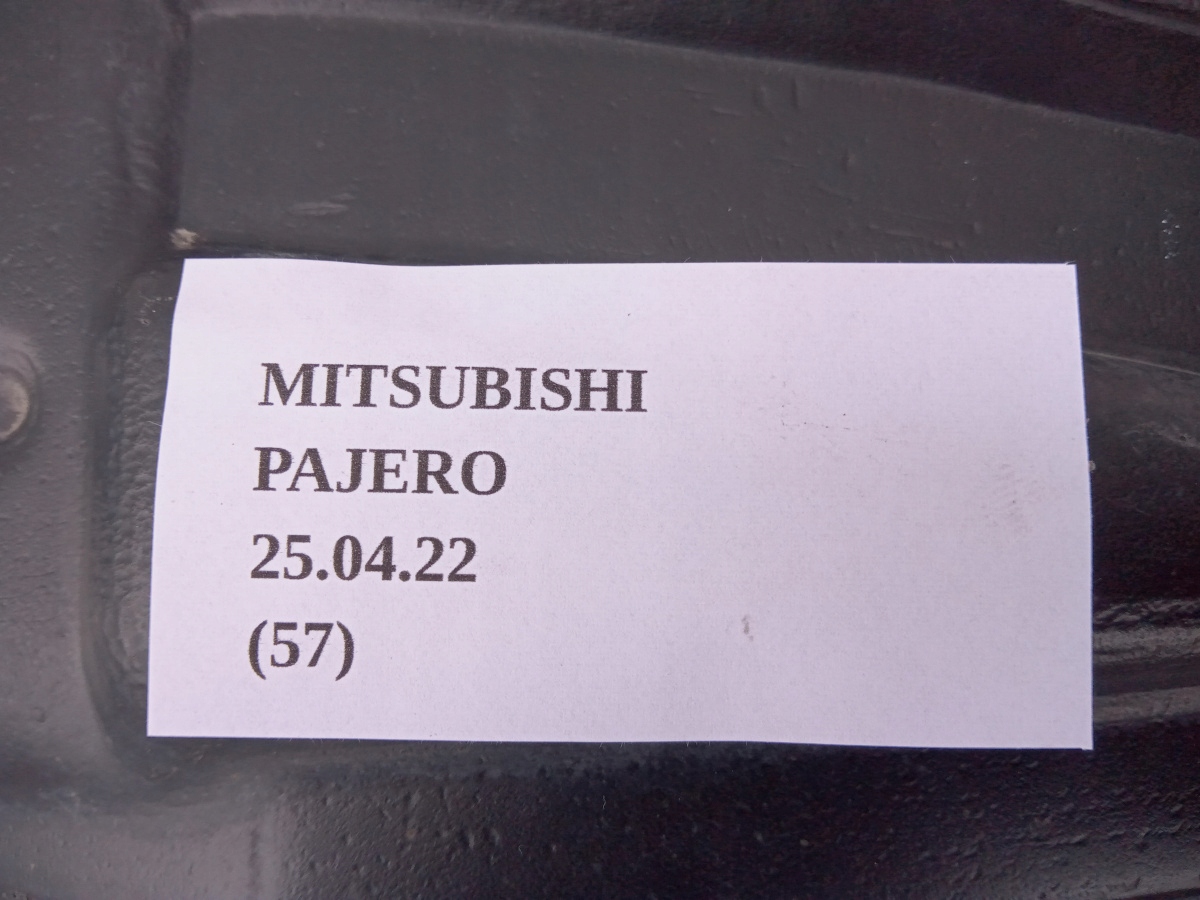 MITSUBISHI
PAJERO
25.04.22
(57)